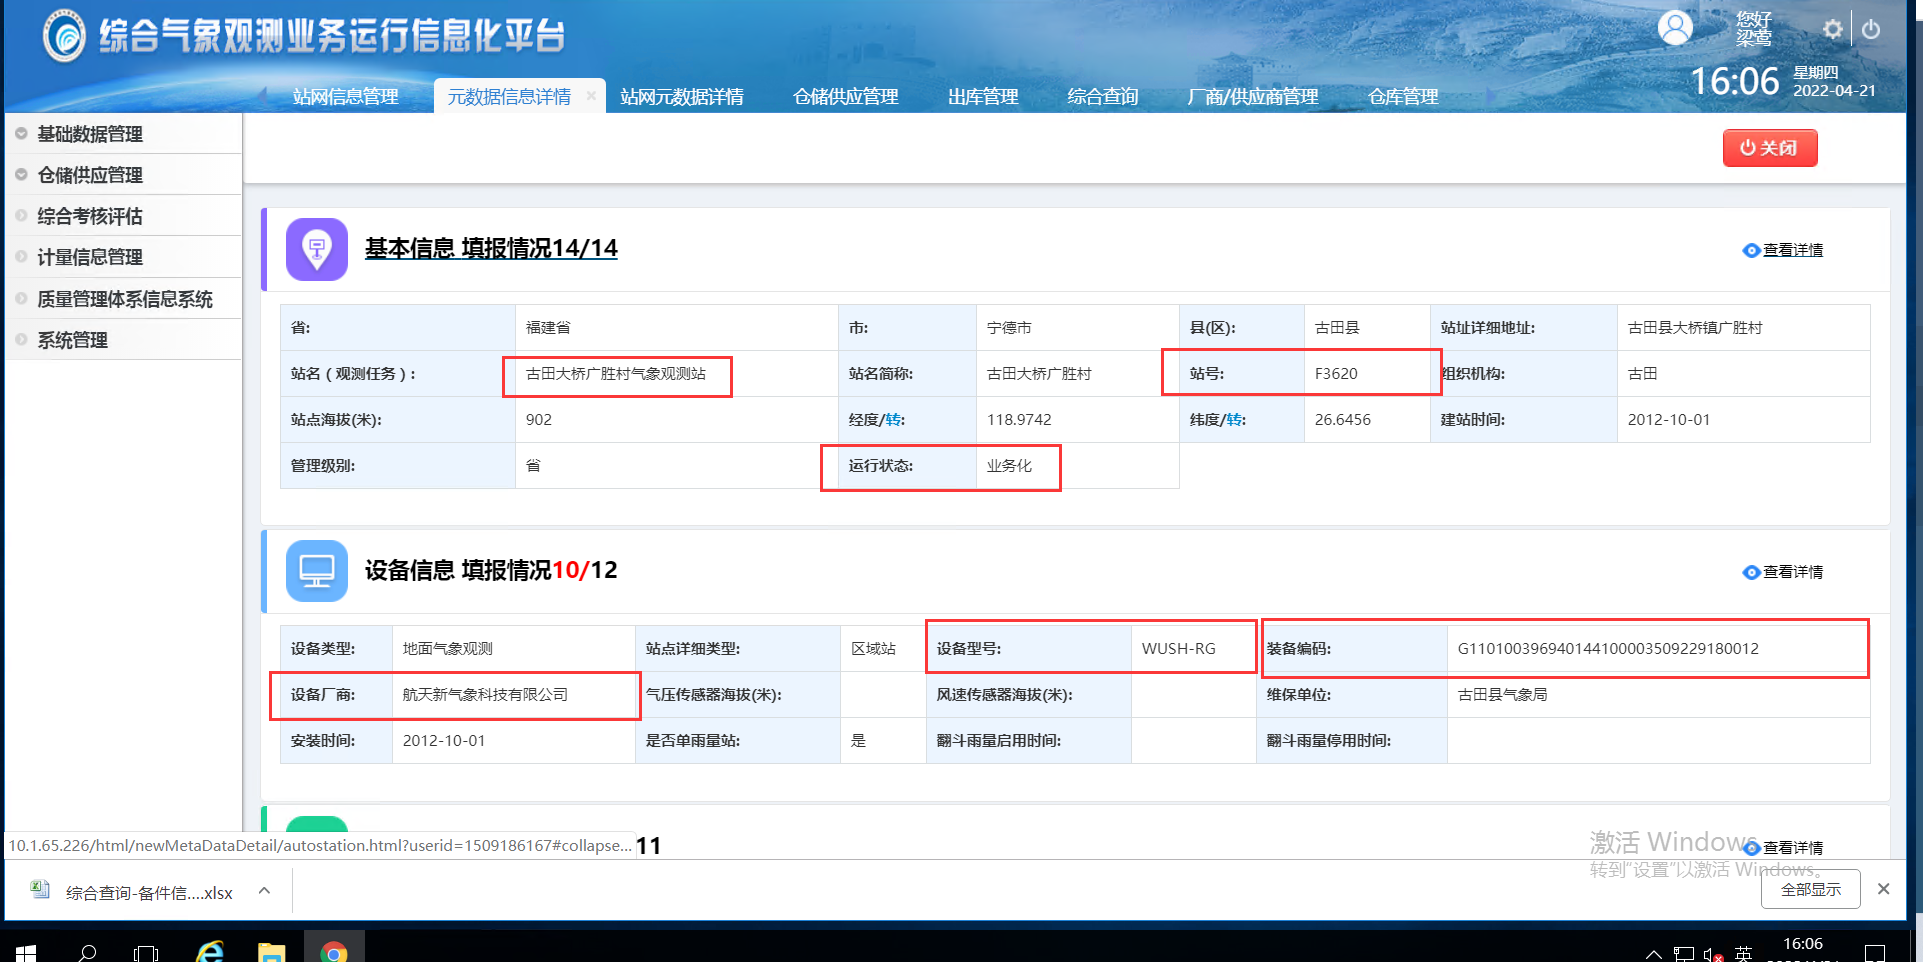 综合气象观测业务运行信息化平台
您好
梁莺
16:06
星期四
2022-04-21
站网信息管理 元数据信息详情 × 站网元数据详情 仓储供应管理 出库管理 综合查询 厂商/供应商管理 仓库管理
基础数据管理
仓储供应管理
综合考核评估
计量信息管理
质量管理体系信息系统
系统管理
关闭
基本信息 填报情况14/14
查看详情
省: 福建省 市: 宁德市 县(区): 古田县 站址详细地址: 古田县大桥镇广胜村
站名（观测任务）: 古田大桥广胜村气象观测站 站名简称: 古田大桥广胜村 站号: F3620 组织机构: 古田
站点海拔(米): 902 经度/转: 118.9742 纬度/转: 26.6456 建站时间: 2012-10-01
管理级别: 省 运行状态: 业务化
设备信息 填报情况10/12
查看详情
设备类型: 地面气象观测 站点详细类型: 区域站 设备型号: WUSH-RG 装备编码: G11010039694014410000350922918​0012
设备厂商: 航天新气象科技有限公司 气压传感器海拔(米): 风速传感器海拔(米): 维保单位: 古田县气象局
安装时间: 2012-10-01 是否单雨量站: 是 翻斗雨量启用时间: 翻斗雨量停用时间:
11
查看详情
10.1.65.226/html/newMetaDataDetail/autostation.html?userid=1509186167#collapse...
激活 Windows
转到"设置"以激活 Windows。
综合查询-备件信....xlsx
全部显示
英
16:06